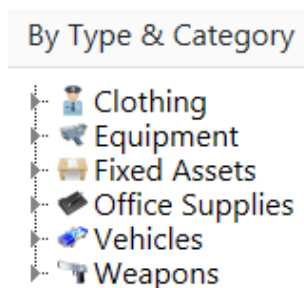 By Type & Category
Clothing
Equipment
Fixed Assets
Office Supplies
Vehicles
Weapons